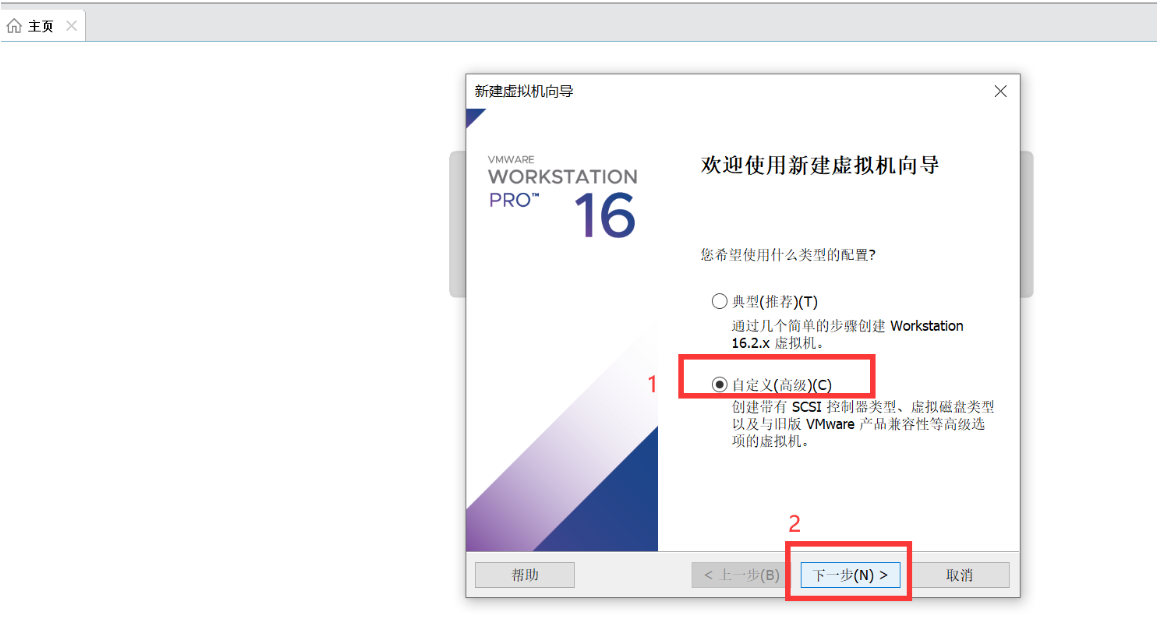 主页
新建虚拟机向导
VMWARE
WORKSTATION
PRO™
16
欢迎使用新建虚拟机向导
您希望使用什么类型的配置?
典型(推荐)(T)
通过几个简单的步骤创建 Workstation
16.2.x 虚拟机。
1
自定义(高级)(C)
创建带有 SCSI 控制器类型、虚拟磁盘类型
以及与旧版 VMware 产品兼容性等高级选
项的虚拟机。
2
帮助
< 上一步(B)
下一步(N) >
取消